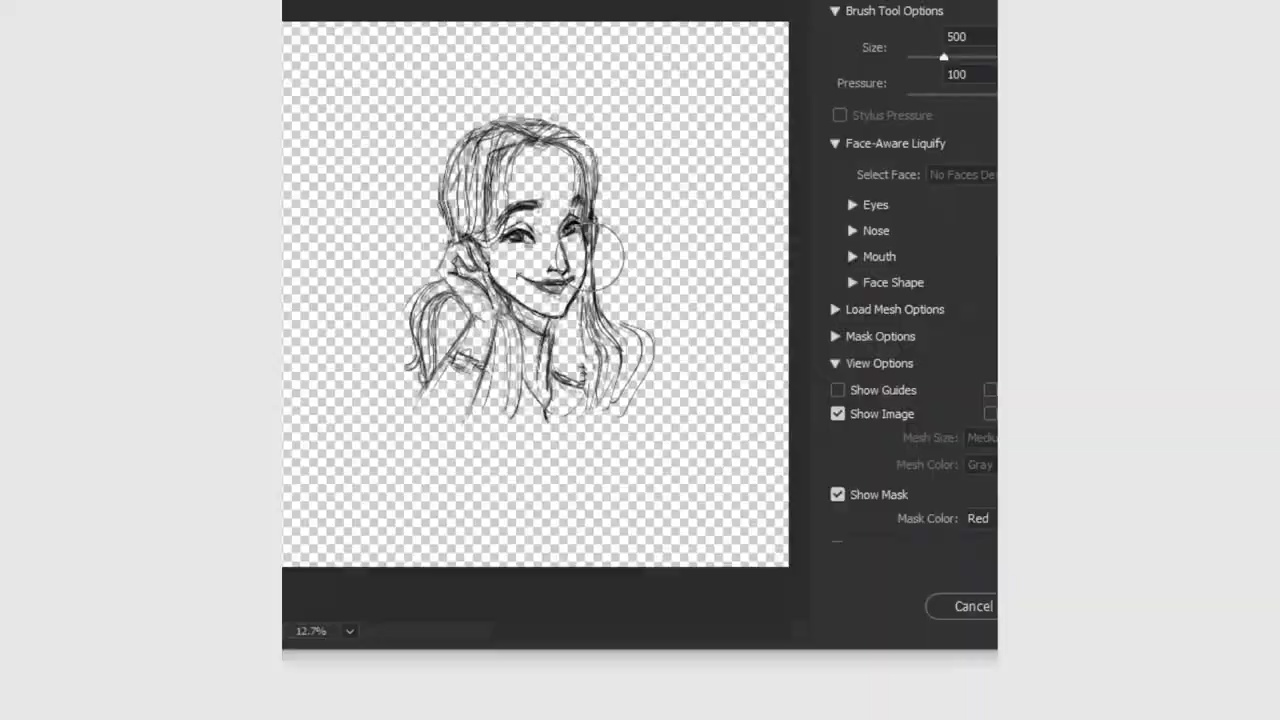 Brush Tool Options
500
Size:
100
Pressure:
Stylus Pressure
Face-Aware Liquify
Select Face: No Faces
Eyes
Nose
Mouth
Face Shape
Load Mesh Options
Mask Options
View Options
Show Guides
Show Image
Mesh Size:
Mesh Color: Gray
Show Mask
Mask Color: Red
Cancel
12.7%